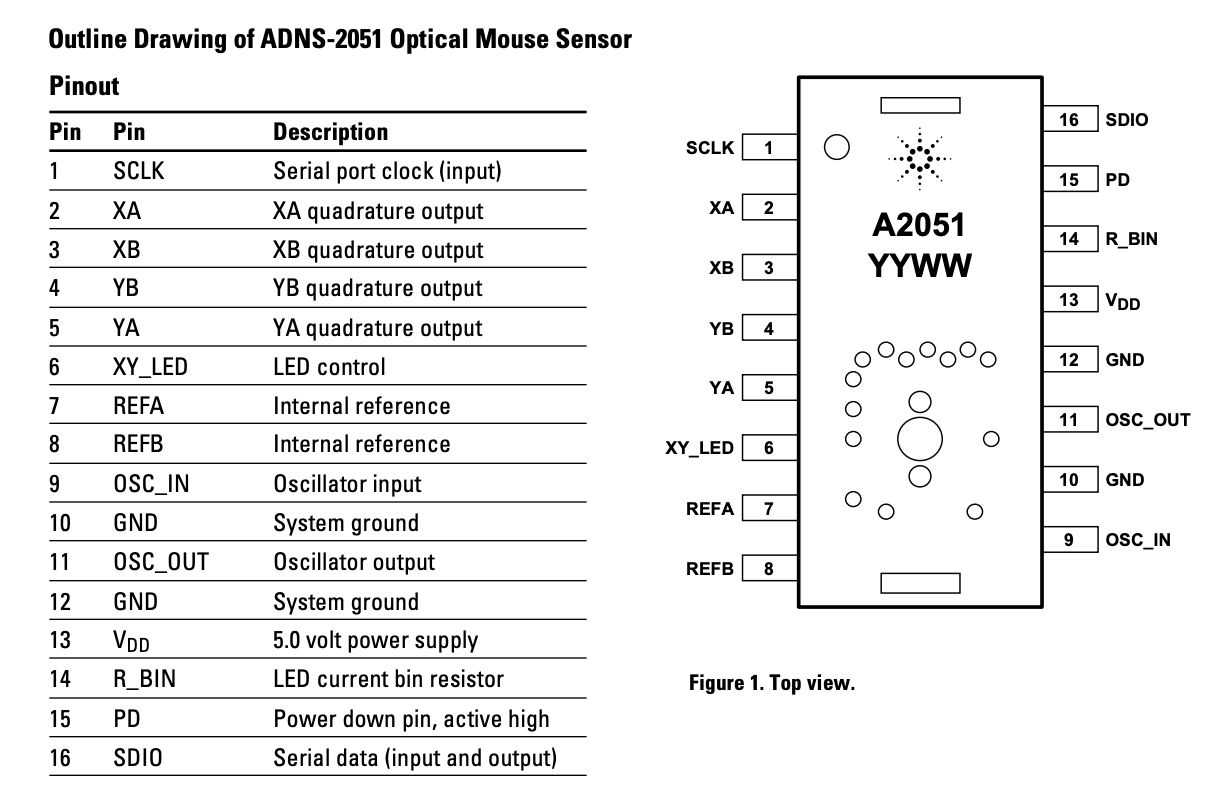 Outline Drawing of ADNS-2051 Optical Mouse Sensor
Pinout
Pin Pin Description
1 SCLK Serial port clock (input)
2 XA XA quadrature output
3 XB XB quadrature output
4 YB YB quadrature output
5 YA YA quadrature output
6 XY_LED LED control
7 REFA Internal reference
8 REFB Internal reference
9 OSC_IN Oscillator input
10 GND System ground
11 OSC_OUT Oscillator output
12 GND System ground
13 VDD 5.0 volt power supply
14 R_BIN LED current bin resistor
15 PD Power down pin, active high
16 SDIO Serial data (input and output)
SCLK 1
XA 2
XB 3
YB 4
YA 5
XY_LED 6
REFA 7
REFB 8
A2051
YYWW
16 SDIO
15 PD
14 R_BIN
13 VDD
12 GND
11 OSC_OUT
10 GND
9 OSC_IN
Figure 1. Top view.